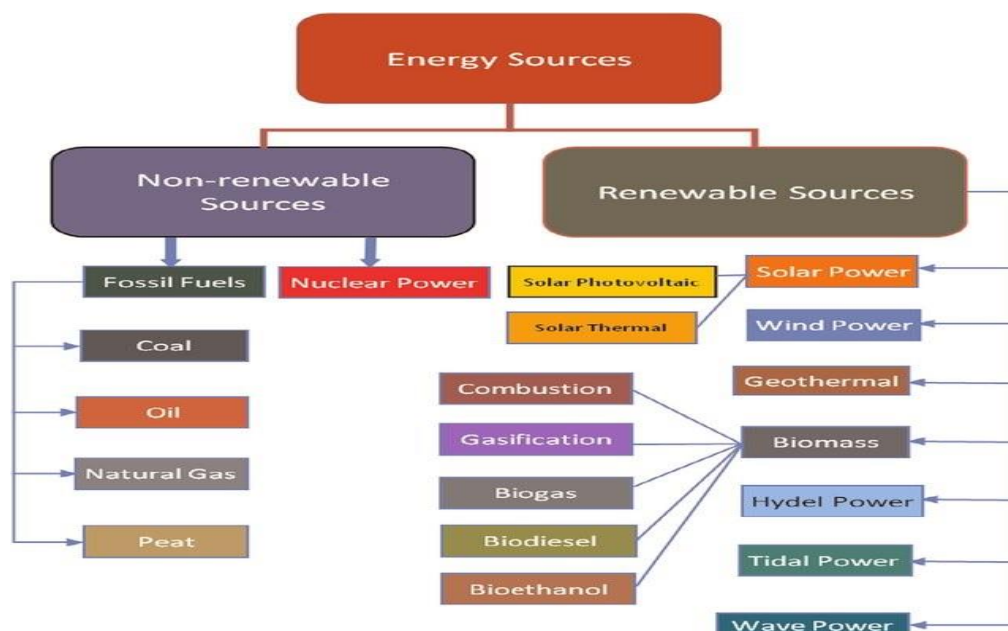 Energy Sources
Non-renewable
Sources
Renewable Sources
Fossil Fuels
Nuclear Power
Solar Photovoltaic
Solar Power
Solar Thermal
Wind Power
Coal
Combustion
Geothermal
Oil
Gasification
Biomass
Natural Gas
Biogas
Hydel Power
Peat
Biodiesel
Tidal Power
Bioethanol
Wave Power